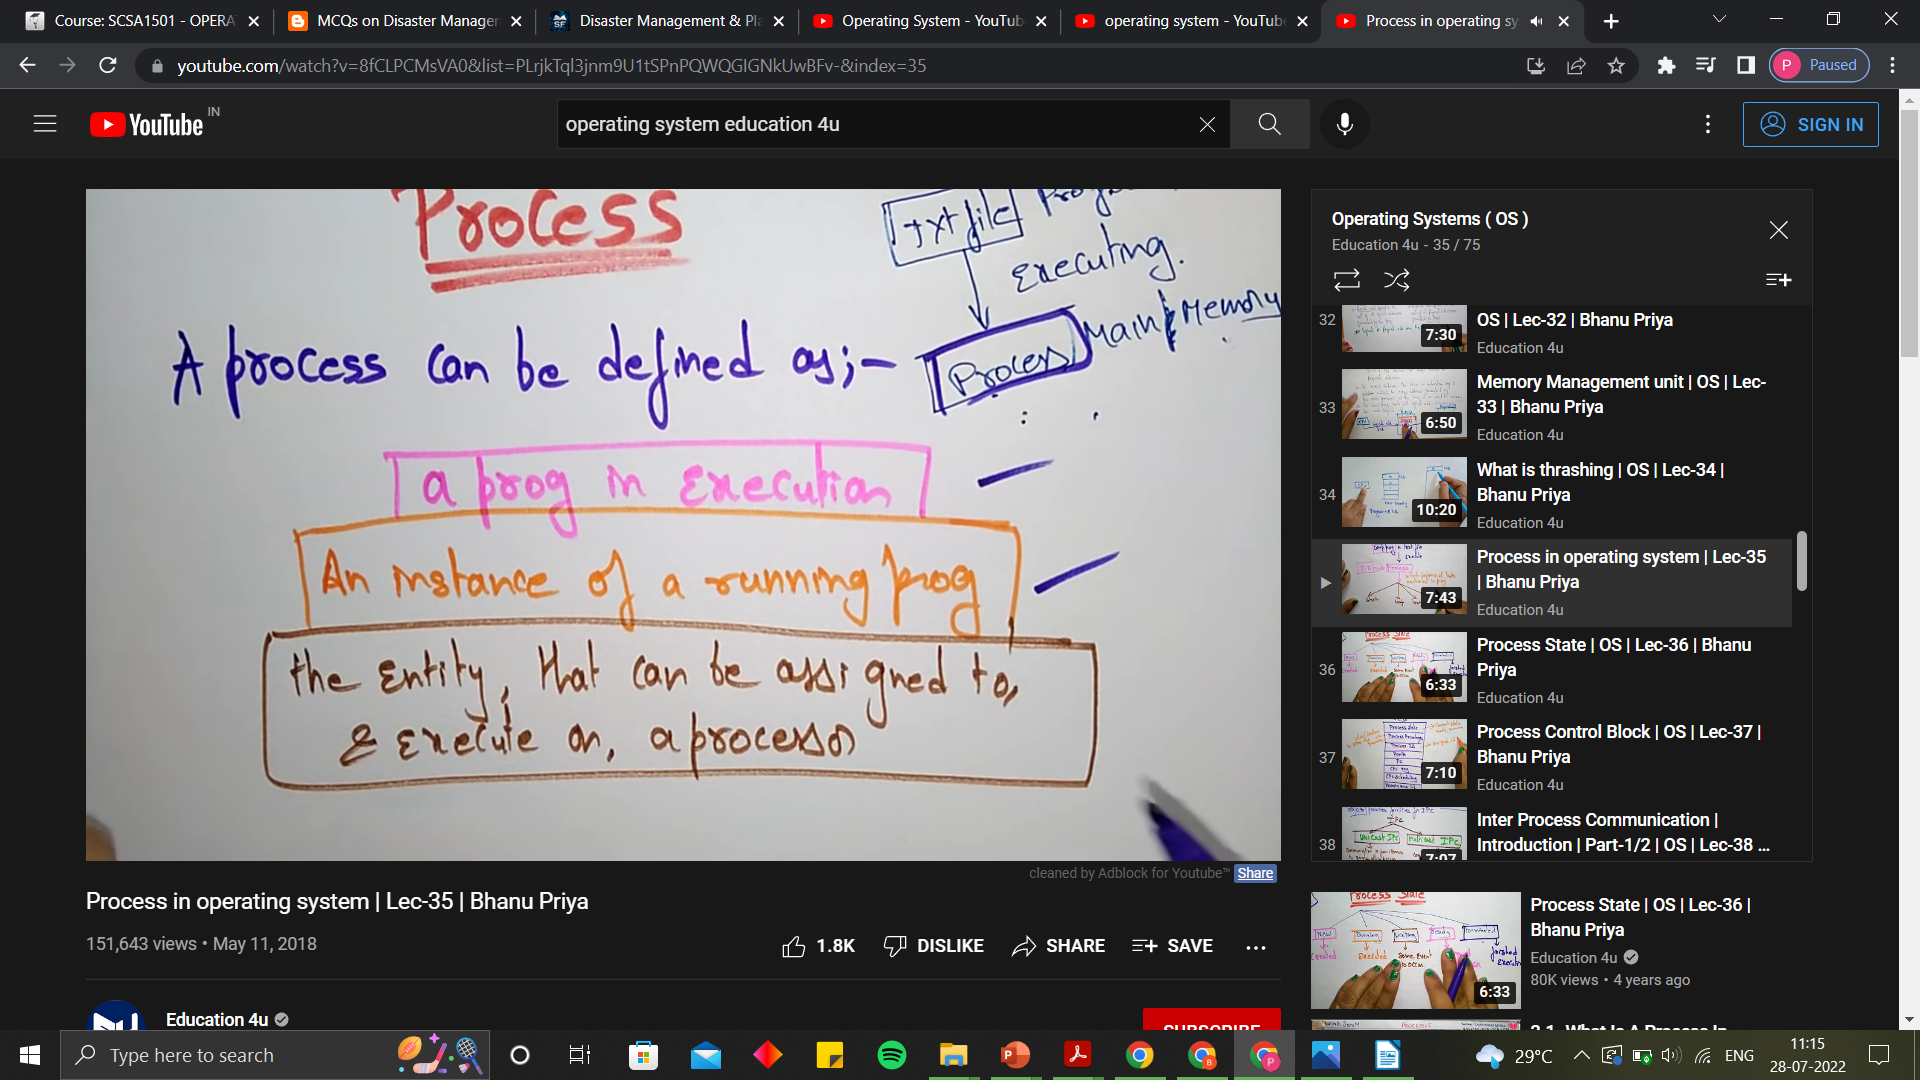 Course: SCSA1501 - OPERA
MCQs on Disaster Managem
Disaster Management & Pla
Operating System - YouTub
operating system - YouTube
Process in operating sy
youtube.com/watch?v=8fCLPCMsVA0&list=PLrjkTql3jnm9U1tSPnPQWQGIGNkUwBFv-&index=35
P Paused
YouTube IN
operating system education 4u
SIGN IN
Process
txt file
executing.
Process Main Memory
A process can be defined as;-
a prog in execution
An instance of a running prog
the entity, that can be assigned to,
& execute on, a processor
cleaned by Adblock for Youtube™ Share
Process in operating system | Lec-35 | Bhanu Priya
151,643 views • May 11, 2018
1.8K DISLIKE SHARE SAVE ...
Education 4u
SUBSCRIBE
Operating Systems ( OS )
Education 4u - 35 / 75
32
7:30
OS | Lec-32 | Bhanu Priya
Education 4u
33
6:50
Memory Management unit | OS | Lec-
33 | Bhanu Priya
Education 4u
34
10:20
What is thrashing | OS | Lec-34 |
Bhanu Priya
Education 4u
7:43
Process in operating system | Lec-35
| Bhanu Priya
Education 4u
36
6:33
Process State | OS | Lec-36 | Bhanu
Priya
Education 4u
37
7:10
Process Control Block | OS | Lec-37 |
Bhanu Priya
Education 4u
38
7:07
Inter Process Communication |
Introduction | Part-1/2 | OS | Lec-38 ...
Process State
New Running Waiting Ready Terminated
6:33
Process State | OS | Lec-36 |
Bhanu Priya
Education 4u
80K views • 4 years ago
Type here to search
29°C
ENG
11:15
28-07-2022